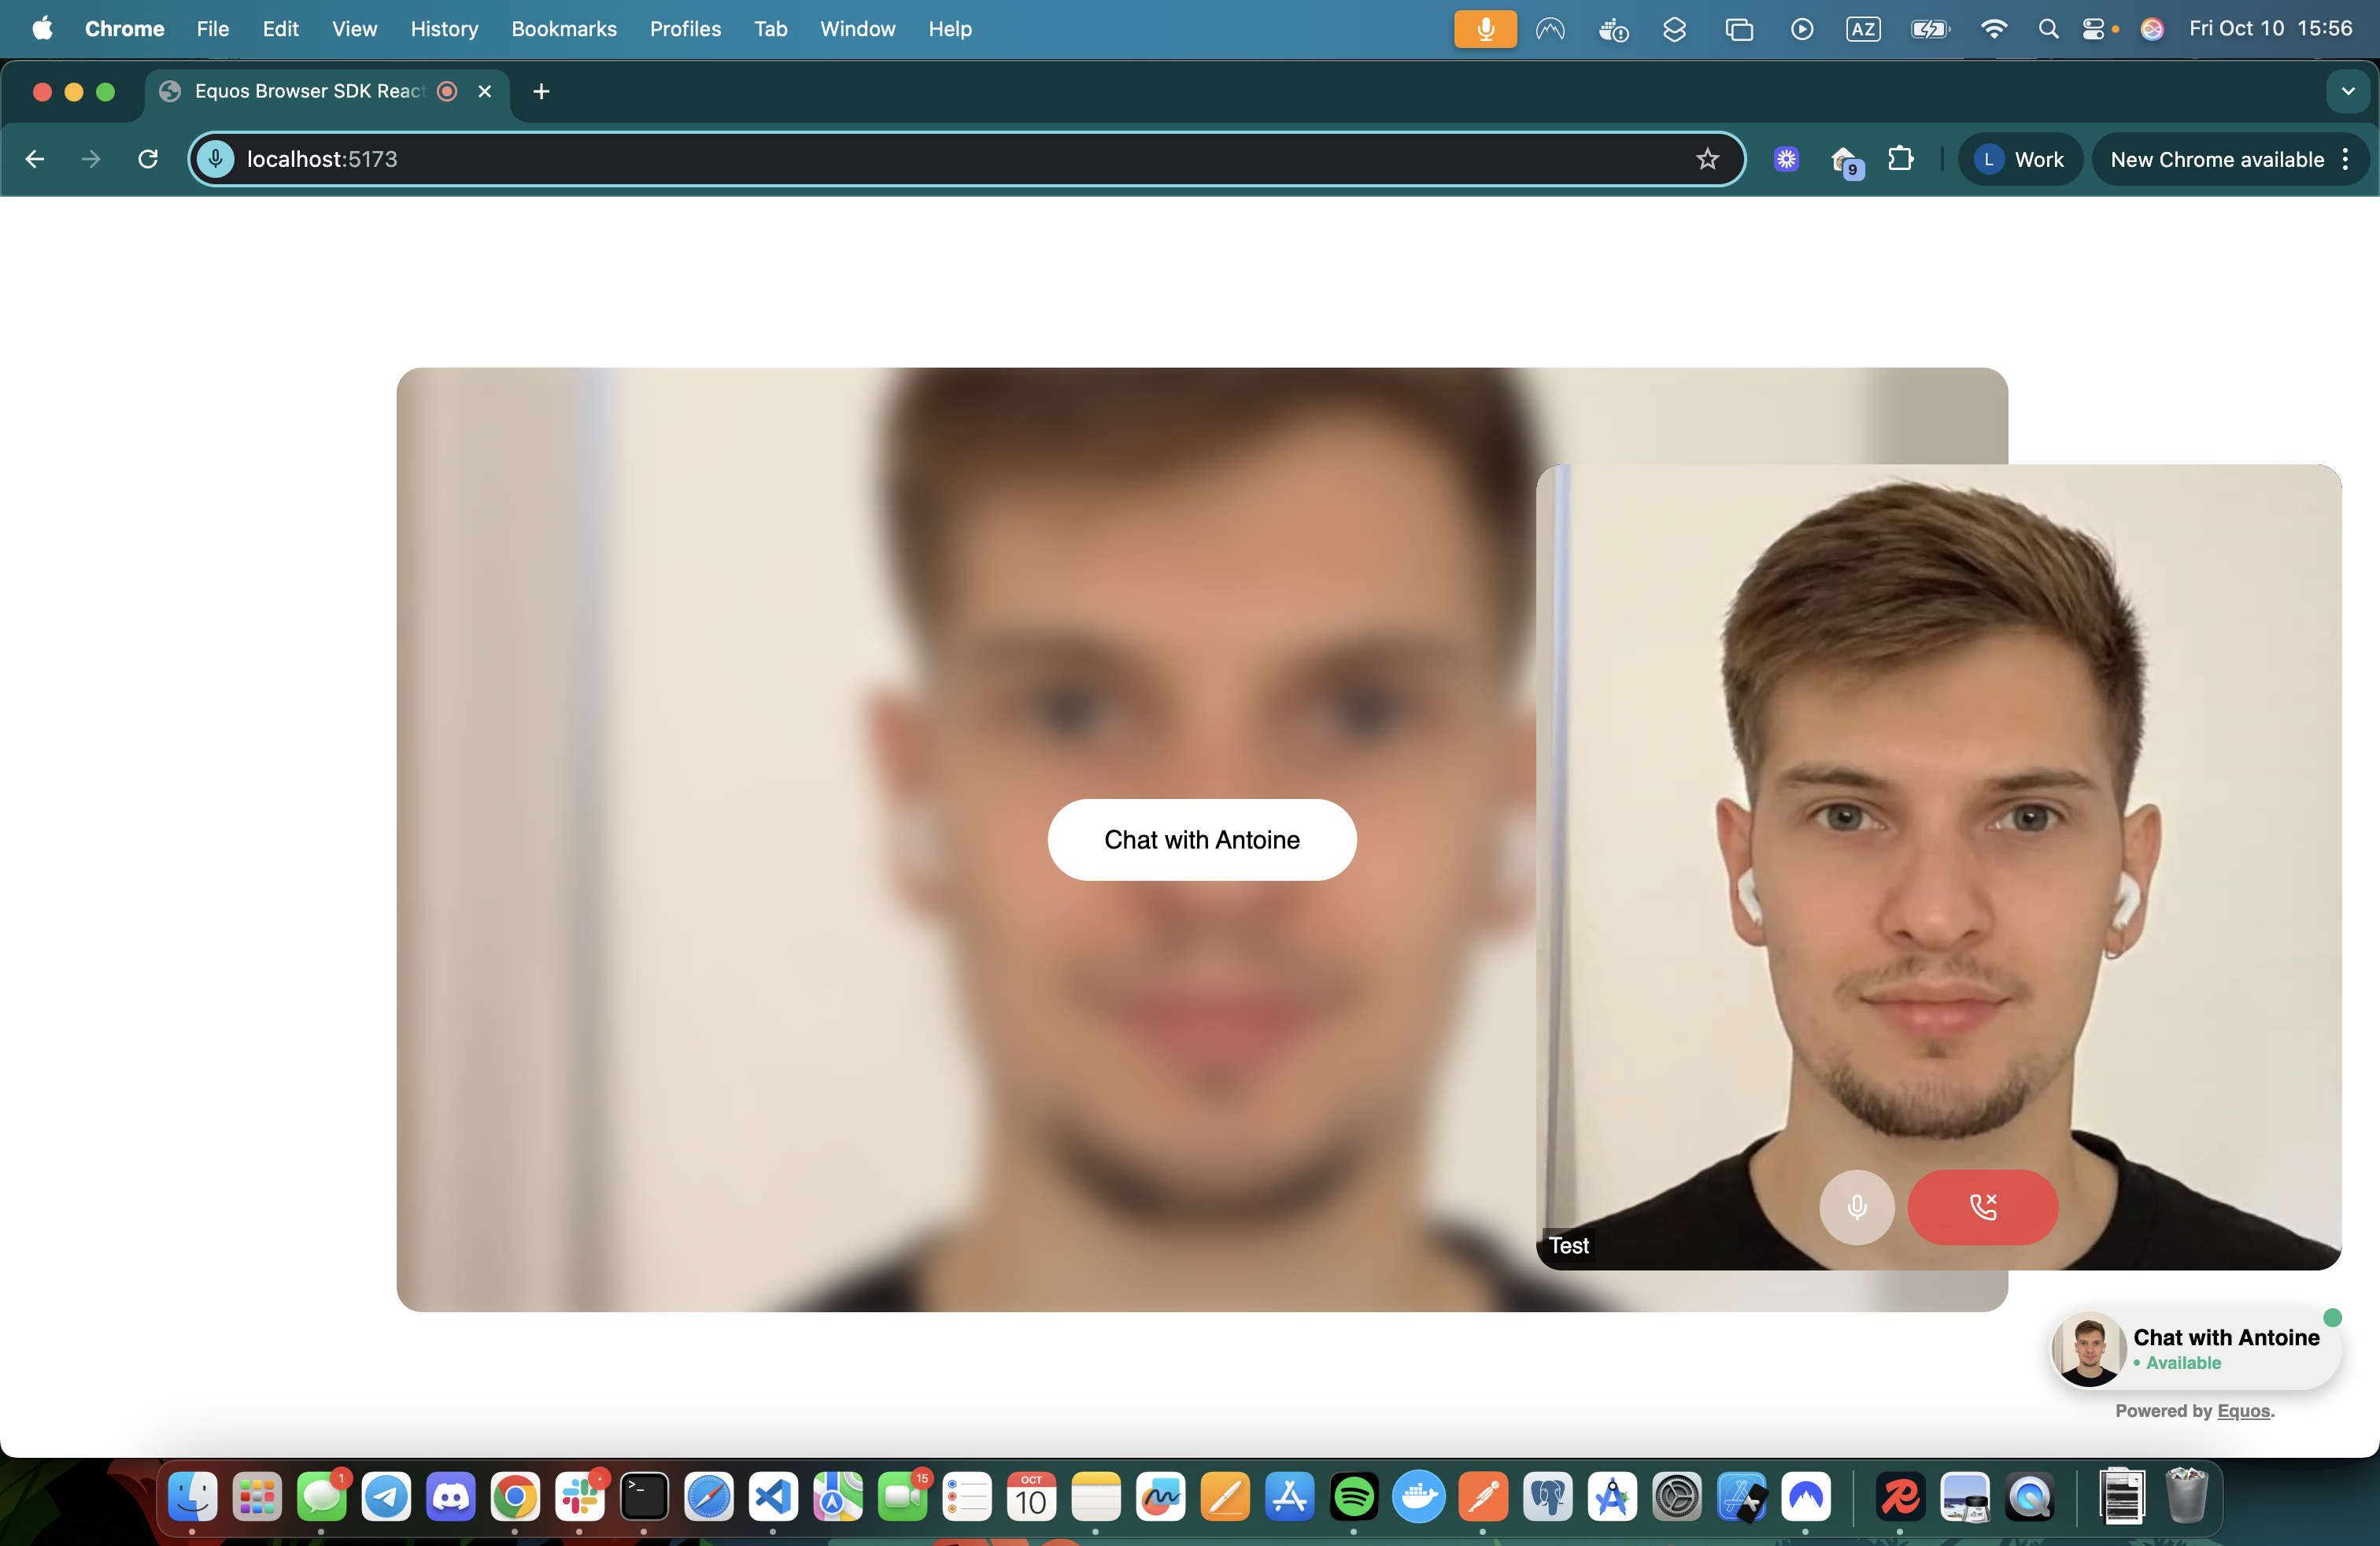 Chrome File Edit View History Bookmarks Profiles Tab Window Help AZ Fri Oct 10 15:56
Equos Browser SDK React
localhost:5173 9 L Work New Chrome available
Chat with Antoine
Test
Chat with Antoine
• Available
Powered by Equos.
1 >_ 15 OCT
10